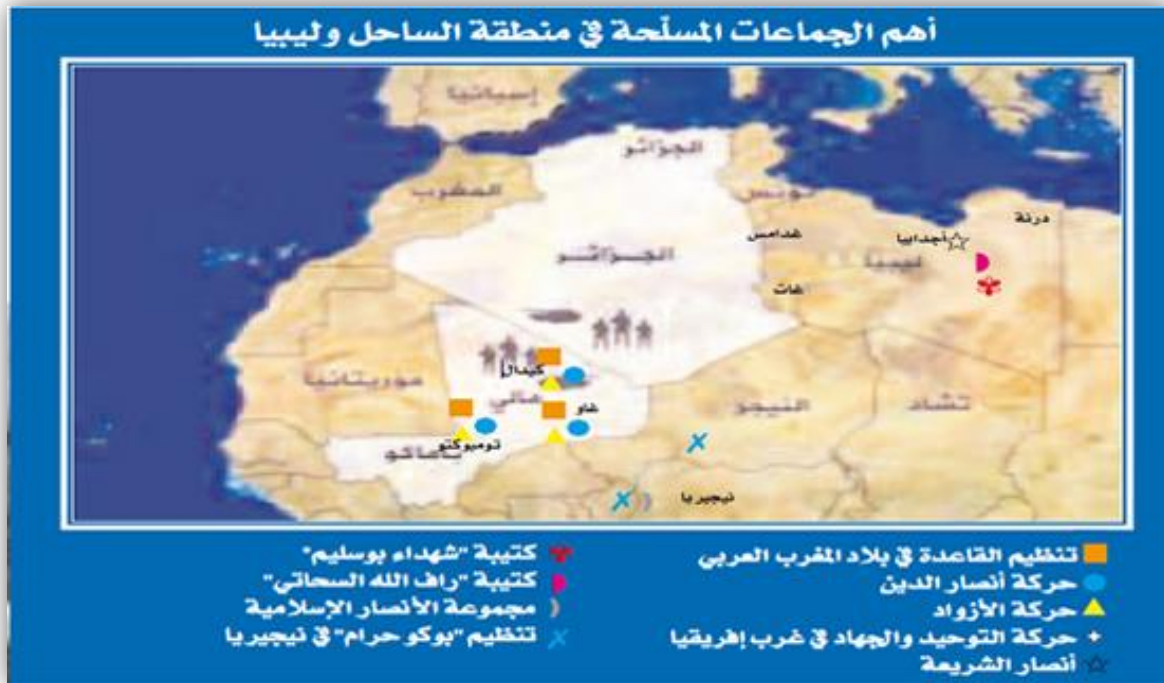 أهم الجماعات المسلّحة في منطقة الساحل وليبيا
إسبانيا
الجزائر
المغرب
تونس
درنة
غدامس
أجدابيا
ليبيا
الجزائر
غات
كيدال
موريتانيا
مالي
غاو
النيجر
تشاد
تومبوكتو
باماكو
نيجيريا
تنظيم القاعدة في بلاد المغرب العربي
حركة أنصار الدين
حركة الأزواد
حركة التوحيد والجهاد في غرب إفريقيا
أنصار الشريعة
كتيبة "شهداء بوسليم"
كتيبة "راف الله السحاتي"
مجموعة الأنصار الإسلامية
تنظيم "بوكو حرام" في نيجيريا